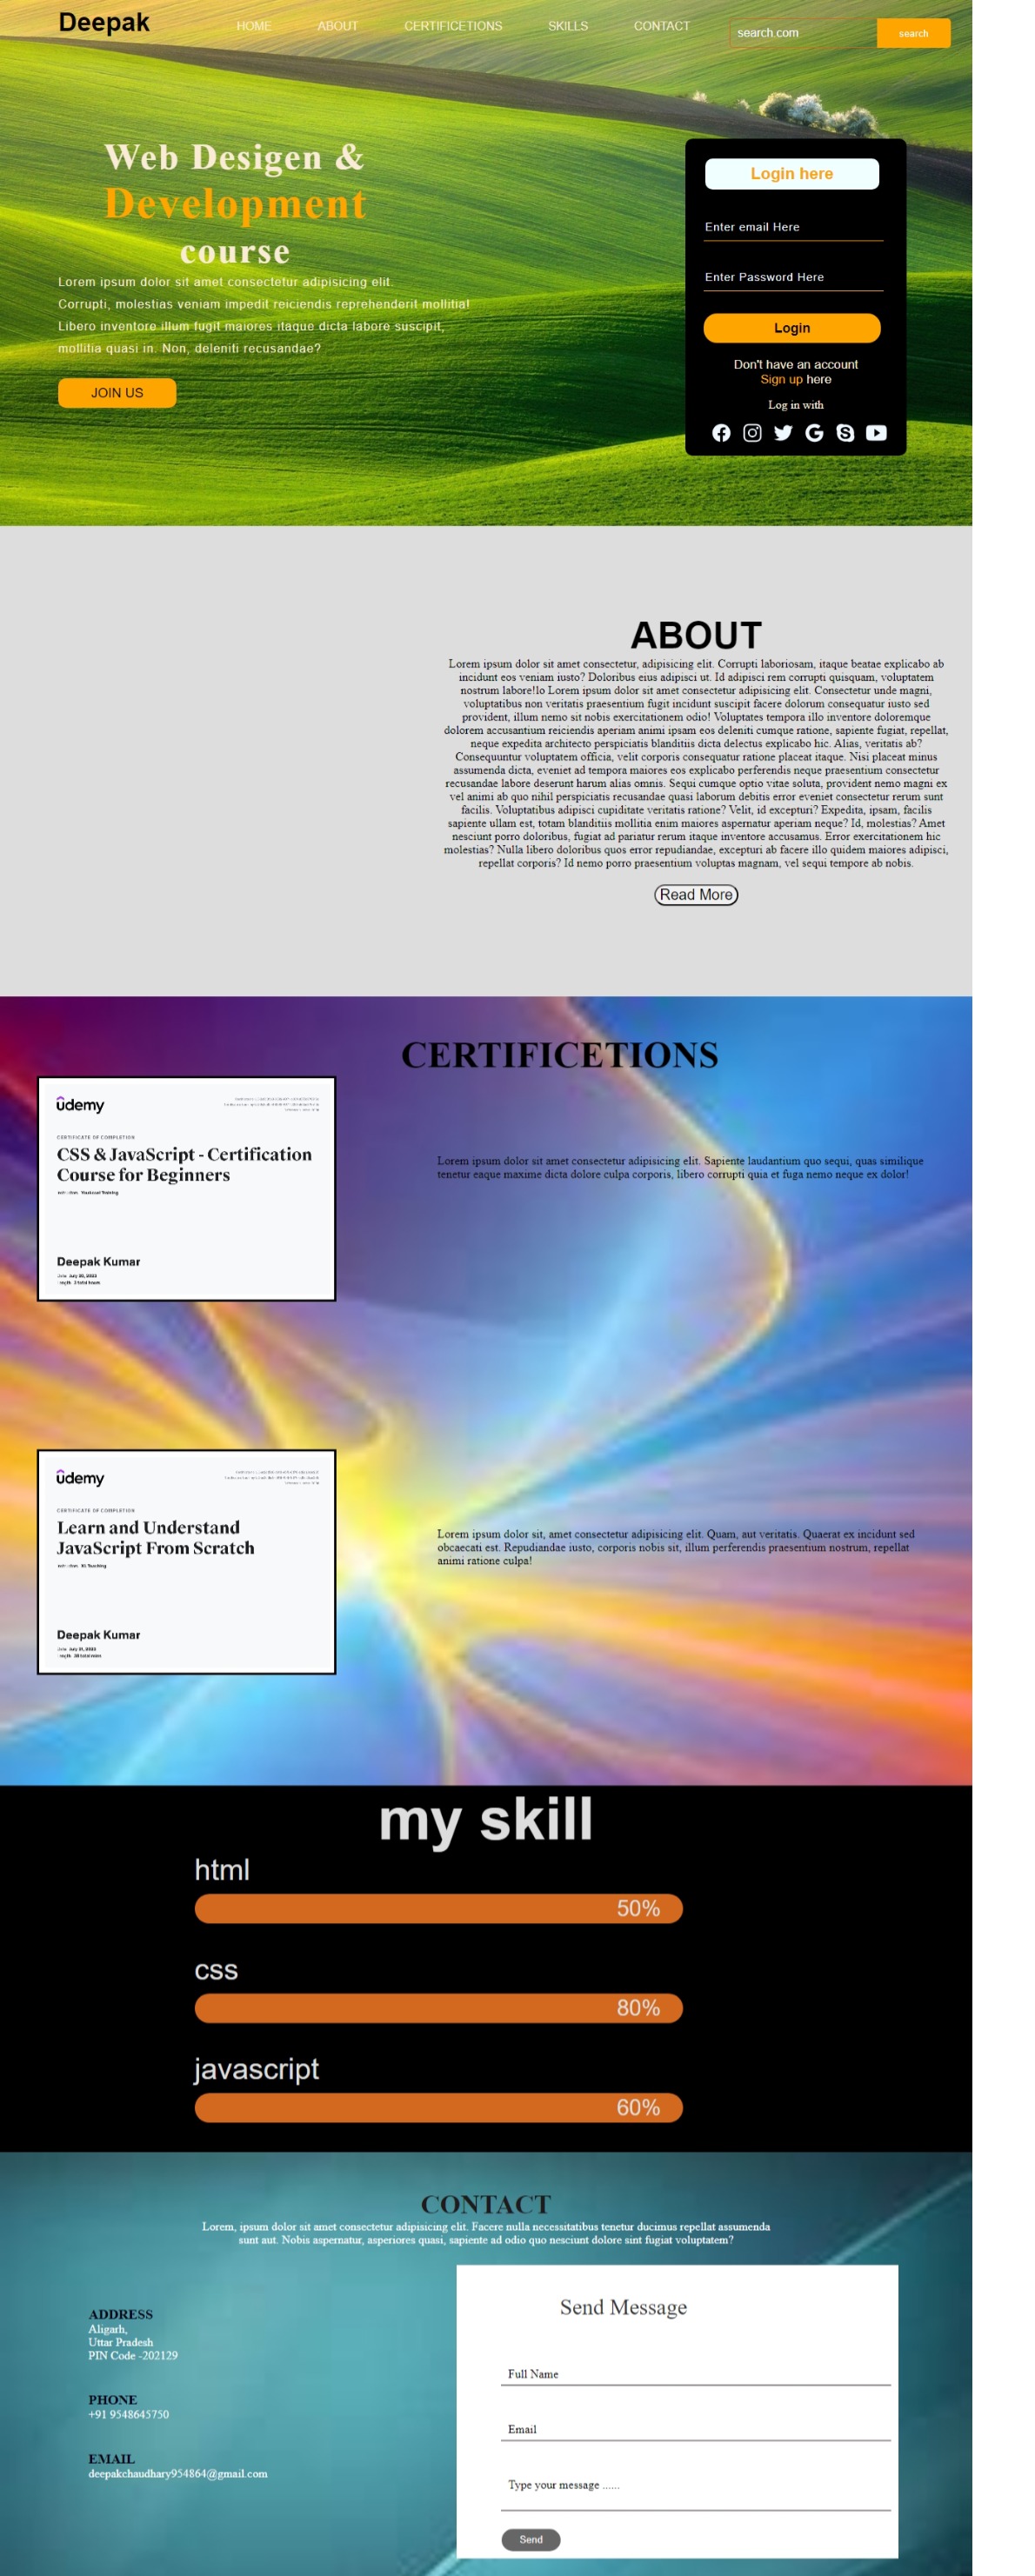 Deepak
HOME ABOUT CERTIFICETIONS SKILLS CONTACT
search.com
search
Web Desigen &
Development
course
Lorem ipsum dolor sit amet consectetur adipisicing elit.
Corrupti, molestias veniam impedit reiciendis reprehenderit mollitia!
Libero inventore illum fugit maiores itaque dicta labore suscipit,
mollitia quasi in. Non, deleniti recusandae?
JOIN US
Login here
Enter email Here
Enter Password Here
Login
Don't have an account
Sign up here
Log in with
ABOUT
Lorem ipsum dolor sit amet consectetur, adipisicing elit. Corrupti laboriosam, itaque beatae explicabo ab
incidunt eos veniam iusto? Doloribus eius adipisci ut. Id adipisci rem corrupti quisquam, voluptatem
nostrum labore!lo Lorem ipsum dolor sit amet consectetur adipisicing elit. Consectetur unde magni,
voluptatibus non veritatis praesentium fugit incidunt suscipit facere dolorum consequatur iusto sed
provident, illum nemo sit nobis exercitationem odio! Voluptates tempora illo inventore doloremque
dolorem accusantium reiciendis aperiam animi ipsam eos deleniti cumque ratione, sapiente fugiat, repellat,
neque expedita architecto perspiciatis blanditiis dicta delectus explicabo hic. Alias, veritatis ab?
Consequuntur voluptatem officia, velit corporis consequatur ratione placeat itaque. Nisi placeat minus
assumenda dicta, eveniet ad tempora maiores eos explicabo perferendis neque praesentium consectetur
recusandae labore deserunt harum alias omnis. Sequi cumque optio vitae soluta, provident nemo magni ex
vel animi ab quo nihil perspiciatis recusandae quasi laborum debitis error eveniet consectetur rerum sunt
facilis. Voluptatibus adipisci cupiditate veritatis ratione? Velit, id excepturi? Expedita, ipsam, facilis
sapiente ullam est, totam blanditiis mollitia enim maiores aspernatur aperiam neque? Id, molestias? Amet
nesciunt porro doloribus, fugiat ad pariatur rerum itaque inventore accusamus. Error exercitationem hic
molestias? Nulla libero doloribus quos error repudiandae, excepturi ab facere illo quidem maiores adipisci,
repellat corporis? Id nemo porro praesentium voluptas magnam, vel sequi tempore ab nobis.
Read More
CERTIFICETIONS
udemy
CERTIFICATE OF COMPLETION
CSS & JavaScript - Certification
Course for Beginners
Deepak Kumar
Lorem ipsum dolor sit amet consectetur adipisicing elit. Sapiente laudantium quo sequi, quas similique
tenetur eaque maxime dicta dolore culpa corporis, libero corrupti quia et fuga nemo neque ex dolor!
udemy
CERTIFICATE OF COMPLETION
Learn and Understand
JavaScript From Scratch
Deepak Kumar
Lorem ipsum dolor sit, amet consectetur adipisicing elit. Quam, aut veritatis. Quaerat ex incidunt sed
obcaecati est. Repudiandae iusto, corporis nobis sit, illum perferendis praesentium nostrum, repellat
animi ratione culpa!
my skill
html
50%
css
80%
javascript
60%
CONTACT
Lorem, ipsum dolor sit amet consectetur adipisicing elit. Facere nulla necessitatibus tenetur ducimus repellat assumenda
sunt aut. Nobis aspernatur, asperiores quasi, sapiente ad odio quo nesciunt dolore sint fugiat voluptatem?
ADDRESS
Aligarh,
Uttar Pradesh
PIN Code -202129
PHONE
+91 9548645750
EMAIL
deepakchaudhary954864@gmail.com
Send Message
Full Name
Email
Type your message ......
Send